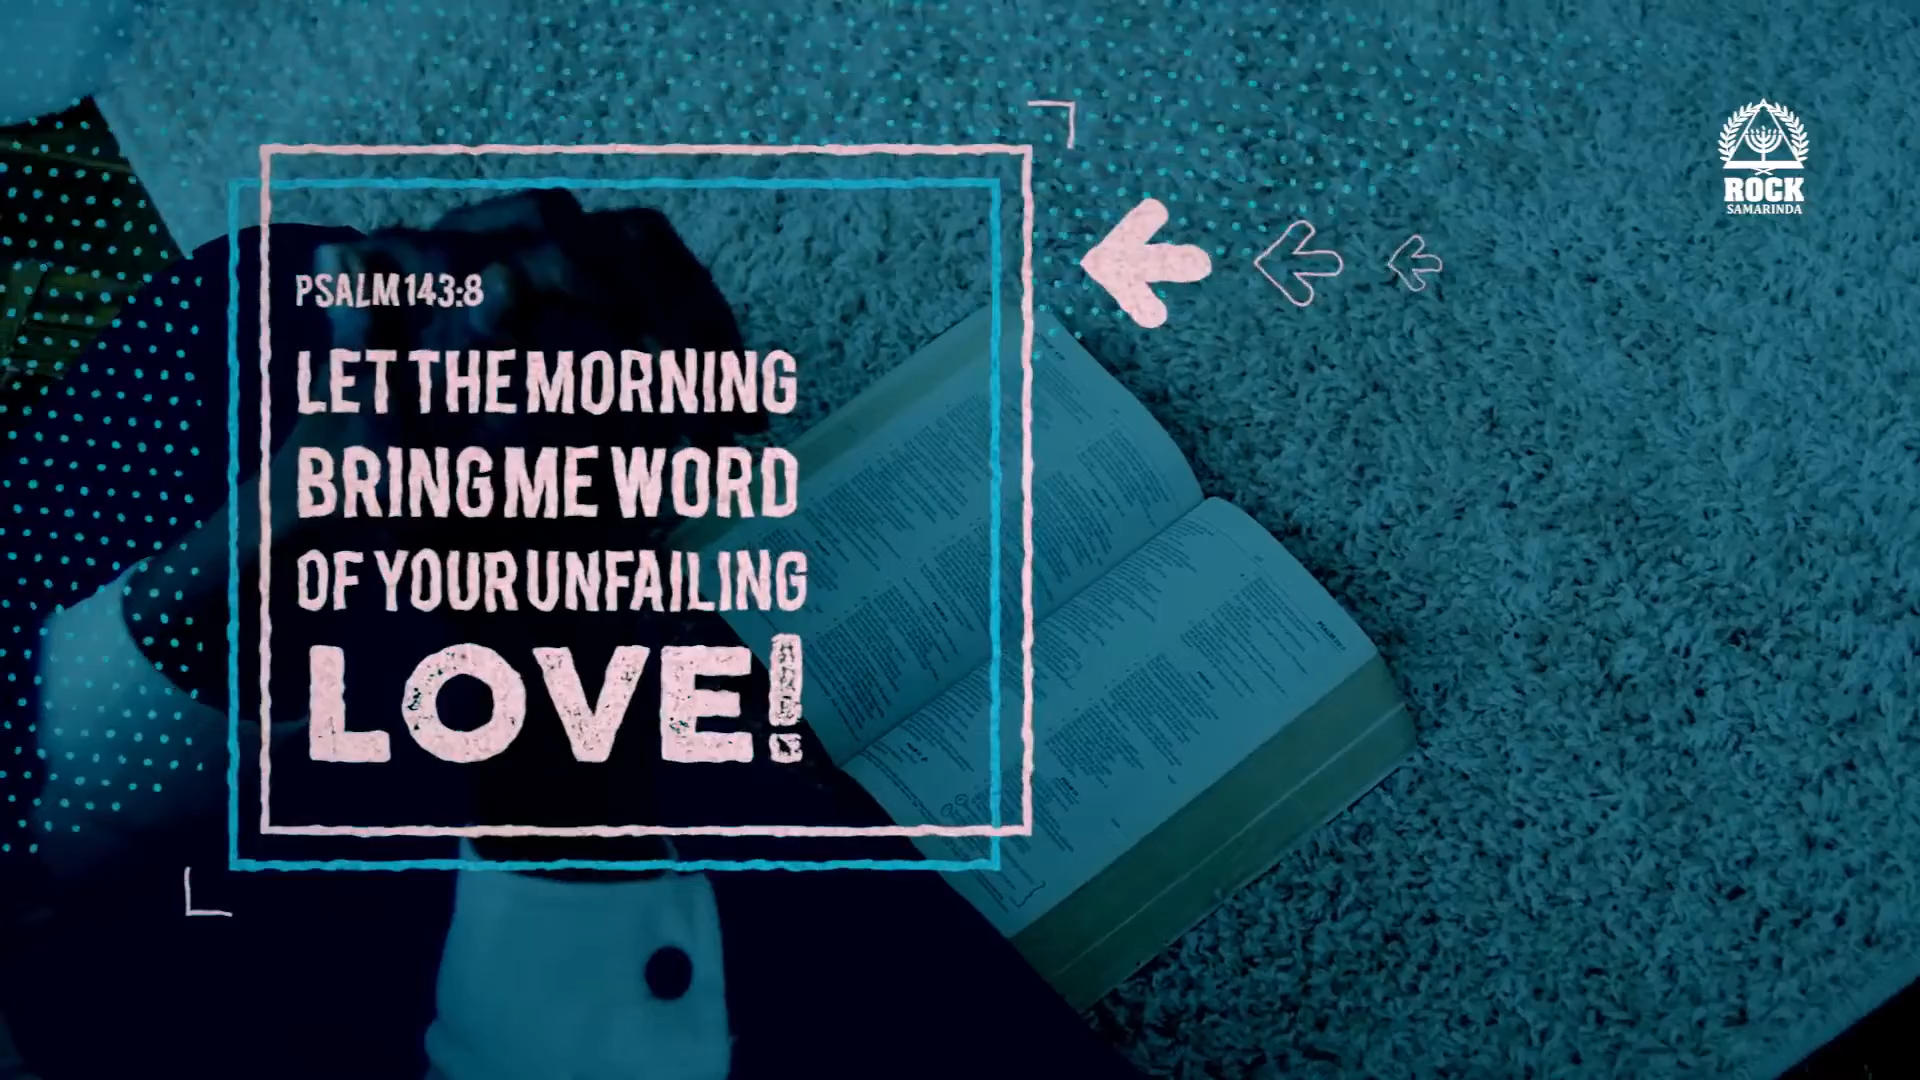 PSALM 143:8
LET THE MORNING
BRING ME WORD
OF YOUR UNFAILING
LOVE!
ROCK
SAMARINDA